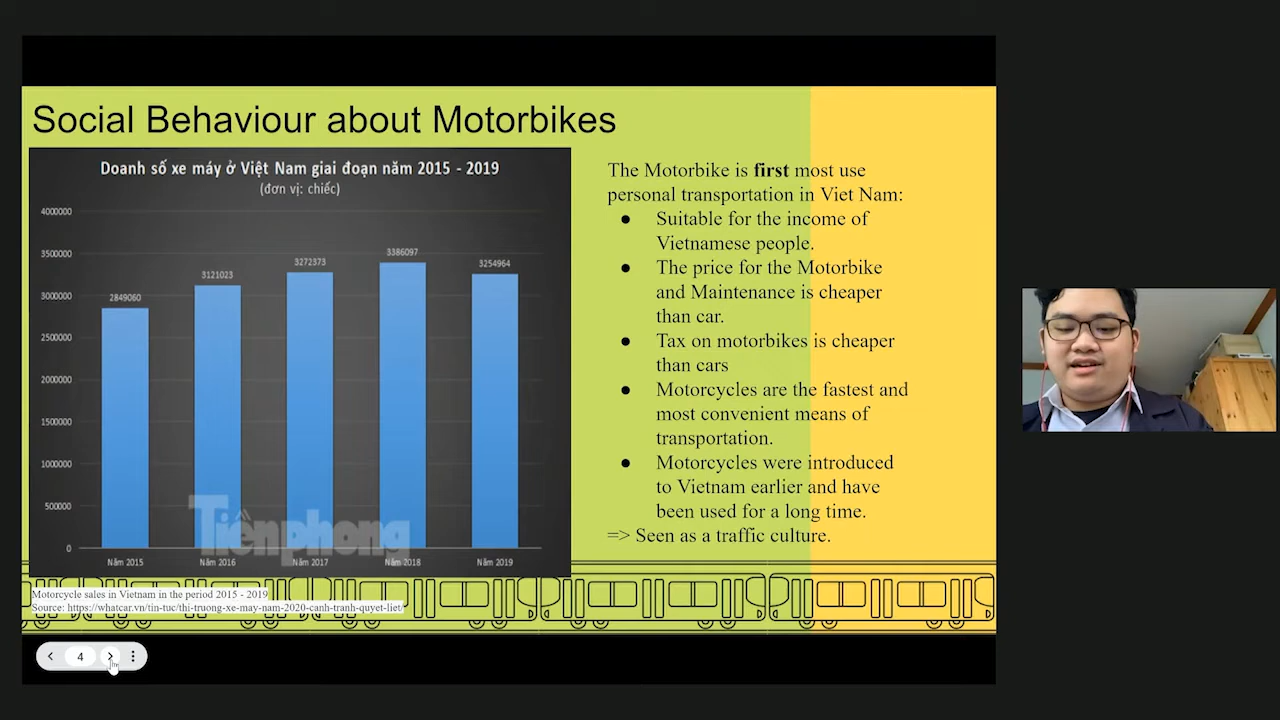 Social Behaviour about Motorbikes
Doanh số xe máy ở Việt Nam giai đoạn năm 2015 - 2019
(đơn vị: chiếc)
4000000
3500000
3000000
2500000
2000000
1500000
1000000
500000
0
2849060
3121023
3272373
3386097
3254964
Tiềnphong
Năm 2015
Năm 2016
Năm 2017
Năm 2018
Năm 2019
Motorcycle sales in Vietnam in the period 2015 - 2019
Source: https://whatcar.vn/tin-tuc/thi-truong-xe-may-nam-2020-canh-tranh-quyet-liet/
The Motorbike is first most use
personal transportation in Viet Nam:
● Suitable for the income of
Vietnamese people.
● The price for the Motorbike
and Maintenance is cheaper
than car.
● Tax on motorbikes is cheaper
than cars
● Motorcycles are the fastest and
most convenient means of
transportation.
● Motorcycles were introduced
to Vietnam earlier and have
been used for a long time.
=> Seen as a traffic culture.
4